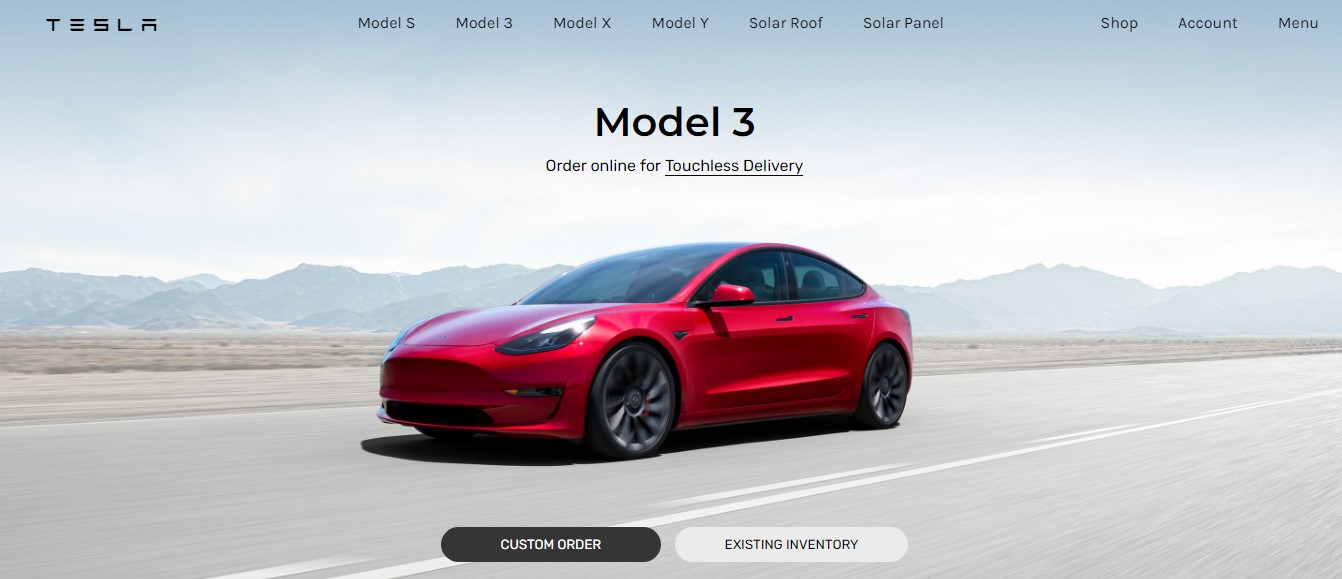 TESLA Model S Model 3 Model X Model Y Solar Roof Solar Panel Shop Account Menu
Model 3
Order online for Touchless Delivery
CUSTOM ORDER EXISTING INVENTORY